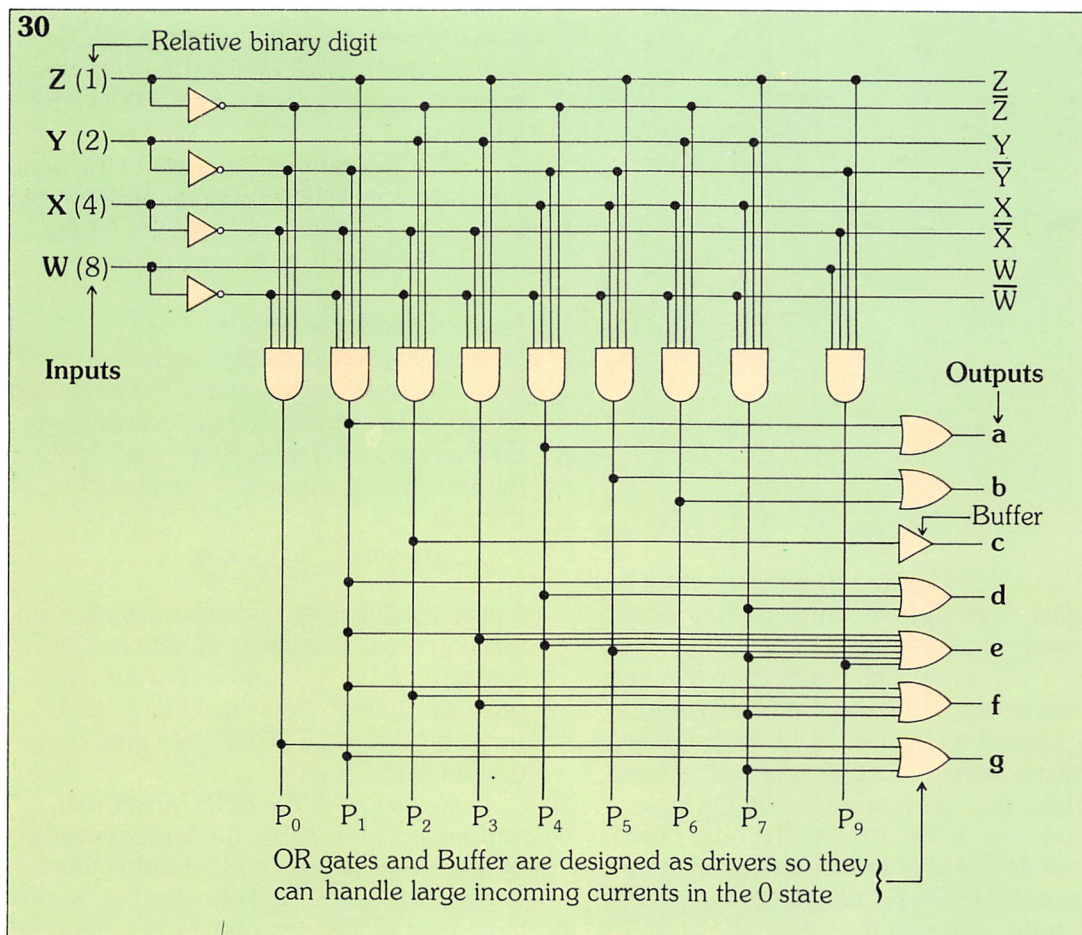 30
Relative binary digit
Z (1)
Z
Z̅
Y (2)
Y
Y̅
X (4)
X
X̅
W (8)
W
W̅
Inputs
Outputs
a
b
Buffer
c
d
e
f
g
P₀ P₁ P₂ P₃ P₄ P₅ P₆ P₇ P₉
OR gates and Buffer are designed as drivers so they
can handle large incoming currents in the 0 state